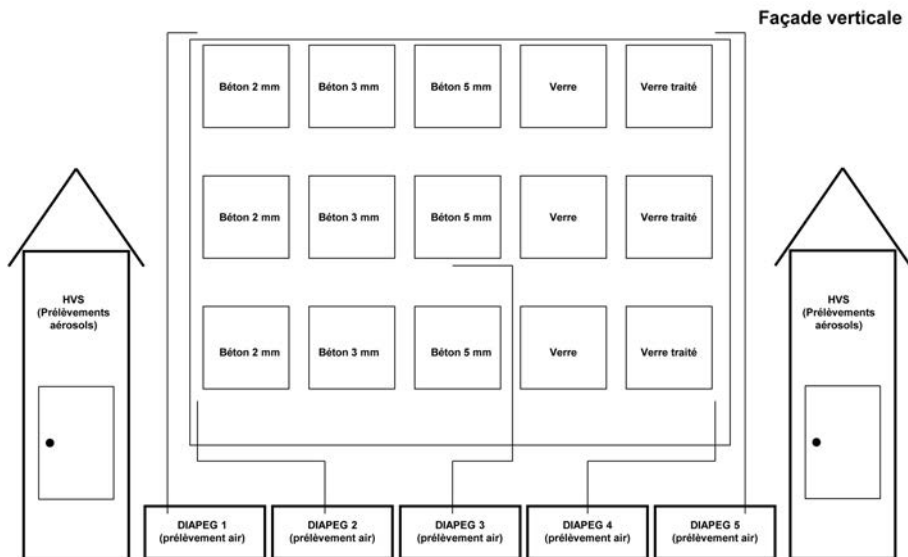 Façade verticale
Béton 2 mm Béton 3 mm Béton 5 mm Verre Verre traité
Béton 2 mm Béton 3 mm Béton 5 mm Verre Verre traité
HVS
(Prélèvements
aérosols)
HVS
(Prélèvements
aérosols)
Béton 2 mm Béton 3 mm Béton 5 mm Verre Verre traité
DIAPEG 1
(prélèvement air)
DIAPEG 2
(prélèvement air)
DIAPEG 3
(prélèvement air)
DIAPEG 4
(prélèvement air)
DIAPEG 5
(prélèvement air)